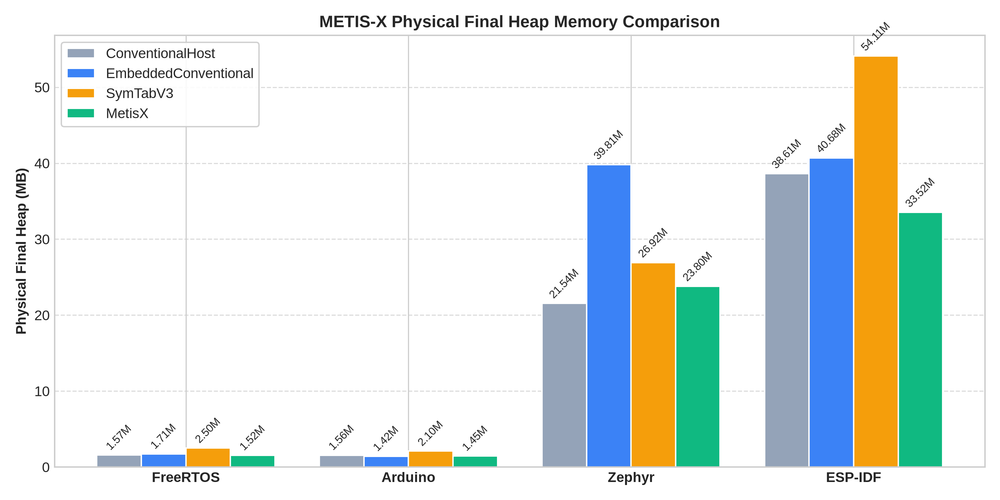 METIS-X Physical Final Heap Memory Comparison
ConventionalHost
EmbeddedConventional
SymTabV3
MetisX
Physical Final Heap (MB)
50
40
30
20
10
0
1.57M
1.71M
2.50M
1.52M
1.56M
1.42M
2.10M
1.45M
21.54M
39.81M
26.92M
23.80M
38.61M
40.68M
54.11M
33.52M
FreeRTOS
Arduino
Zephyr
ESP-IDF